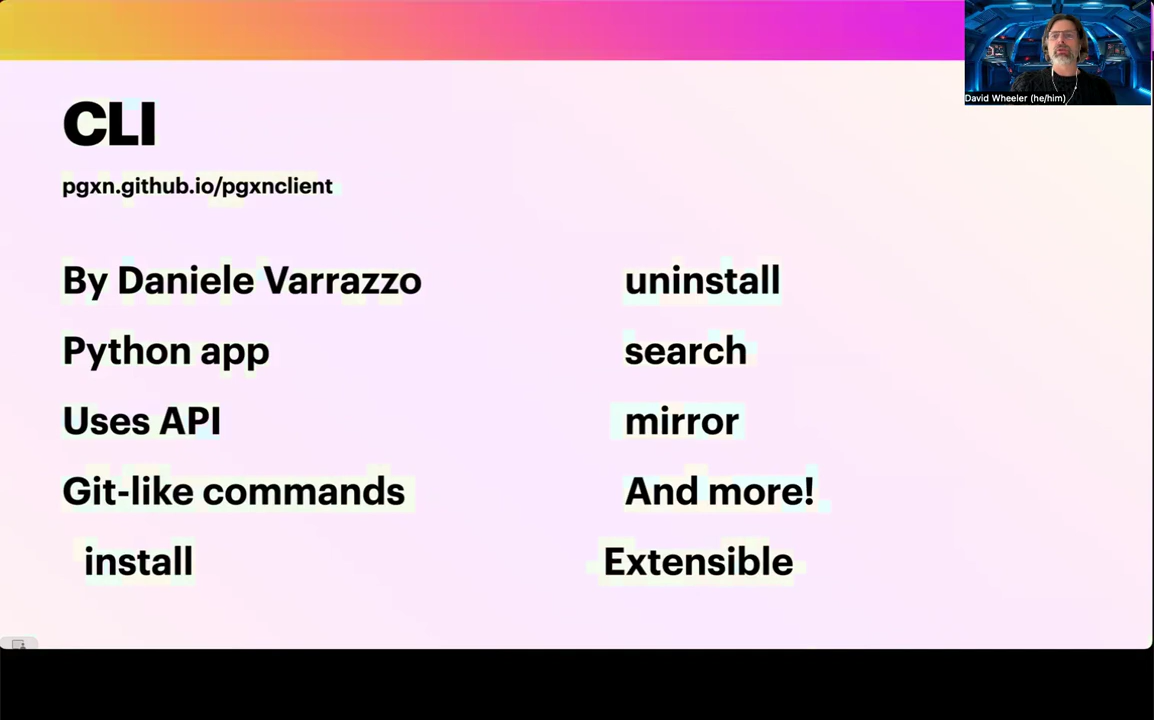 CLI
pgxn.github.io/pgxnclient
By Daniele Varrazzo
Python app
Uses API
Git-like commands
install
uninstall
search
mirror
And more!
Extensible
David Wheeler (he/him)